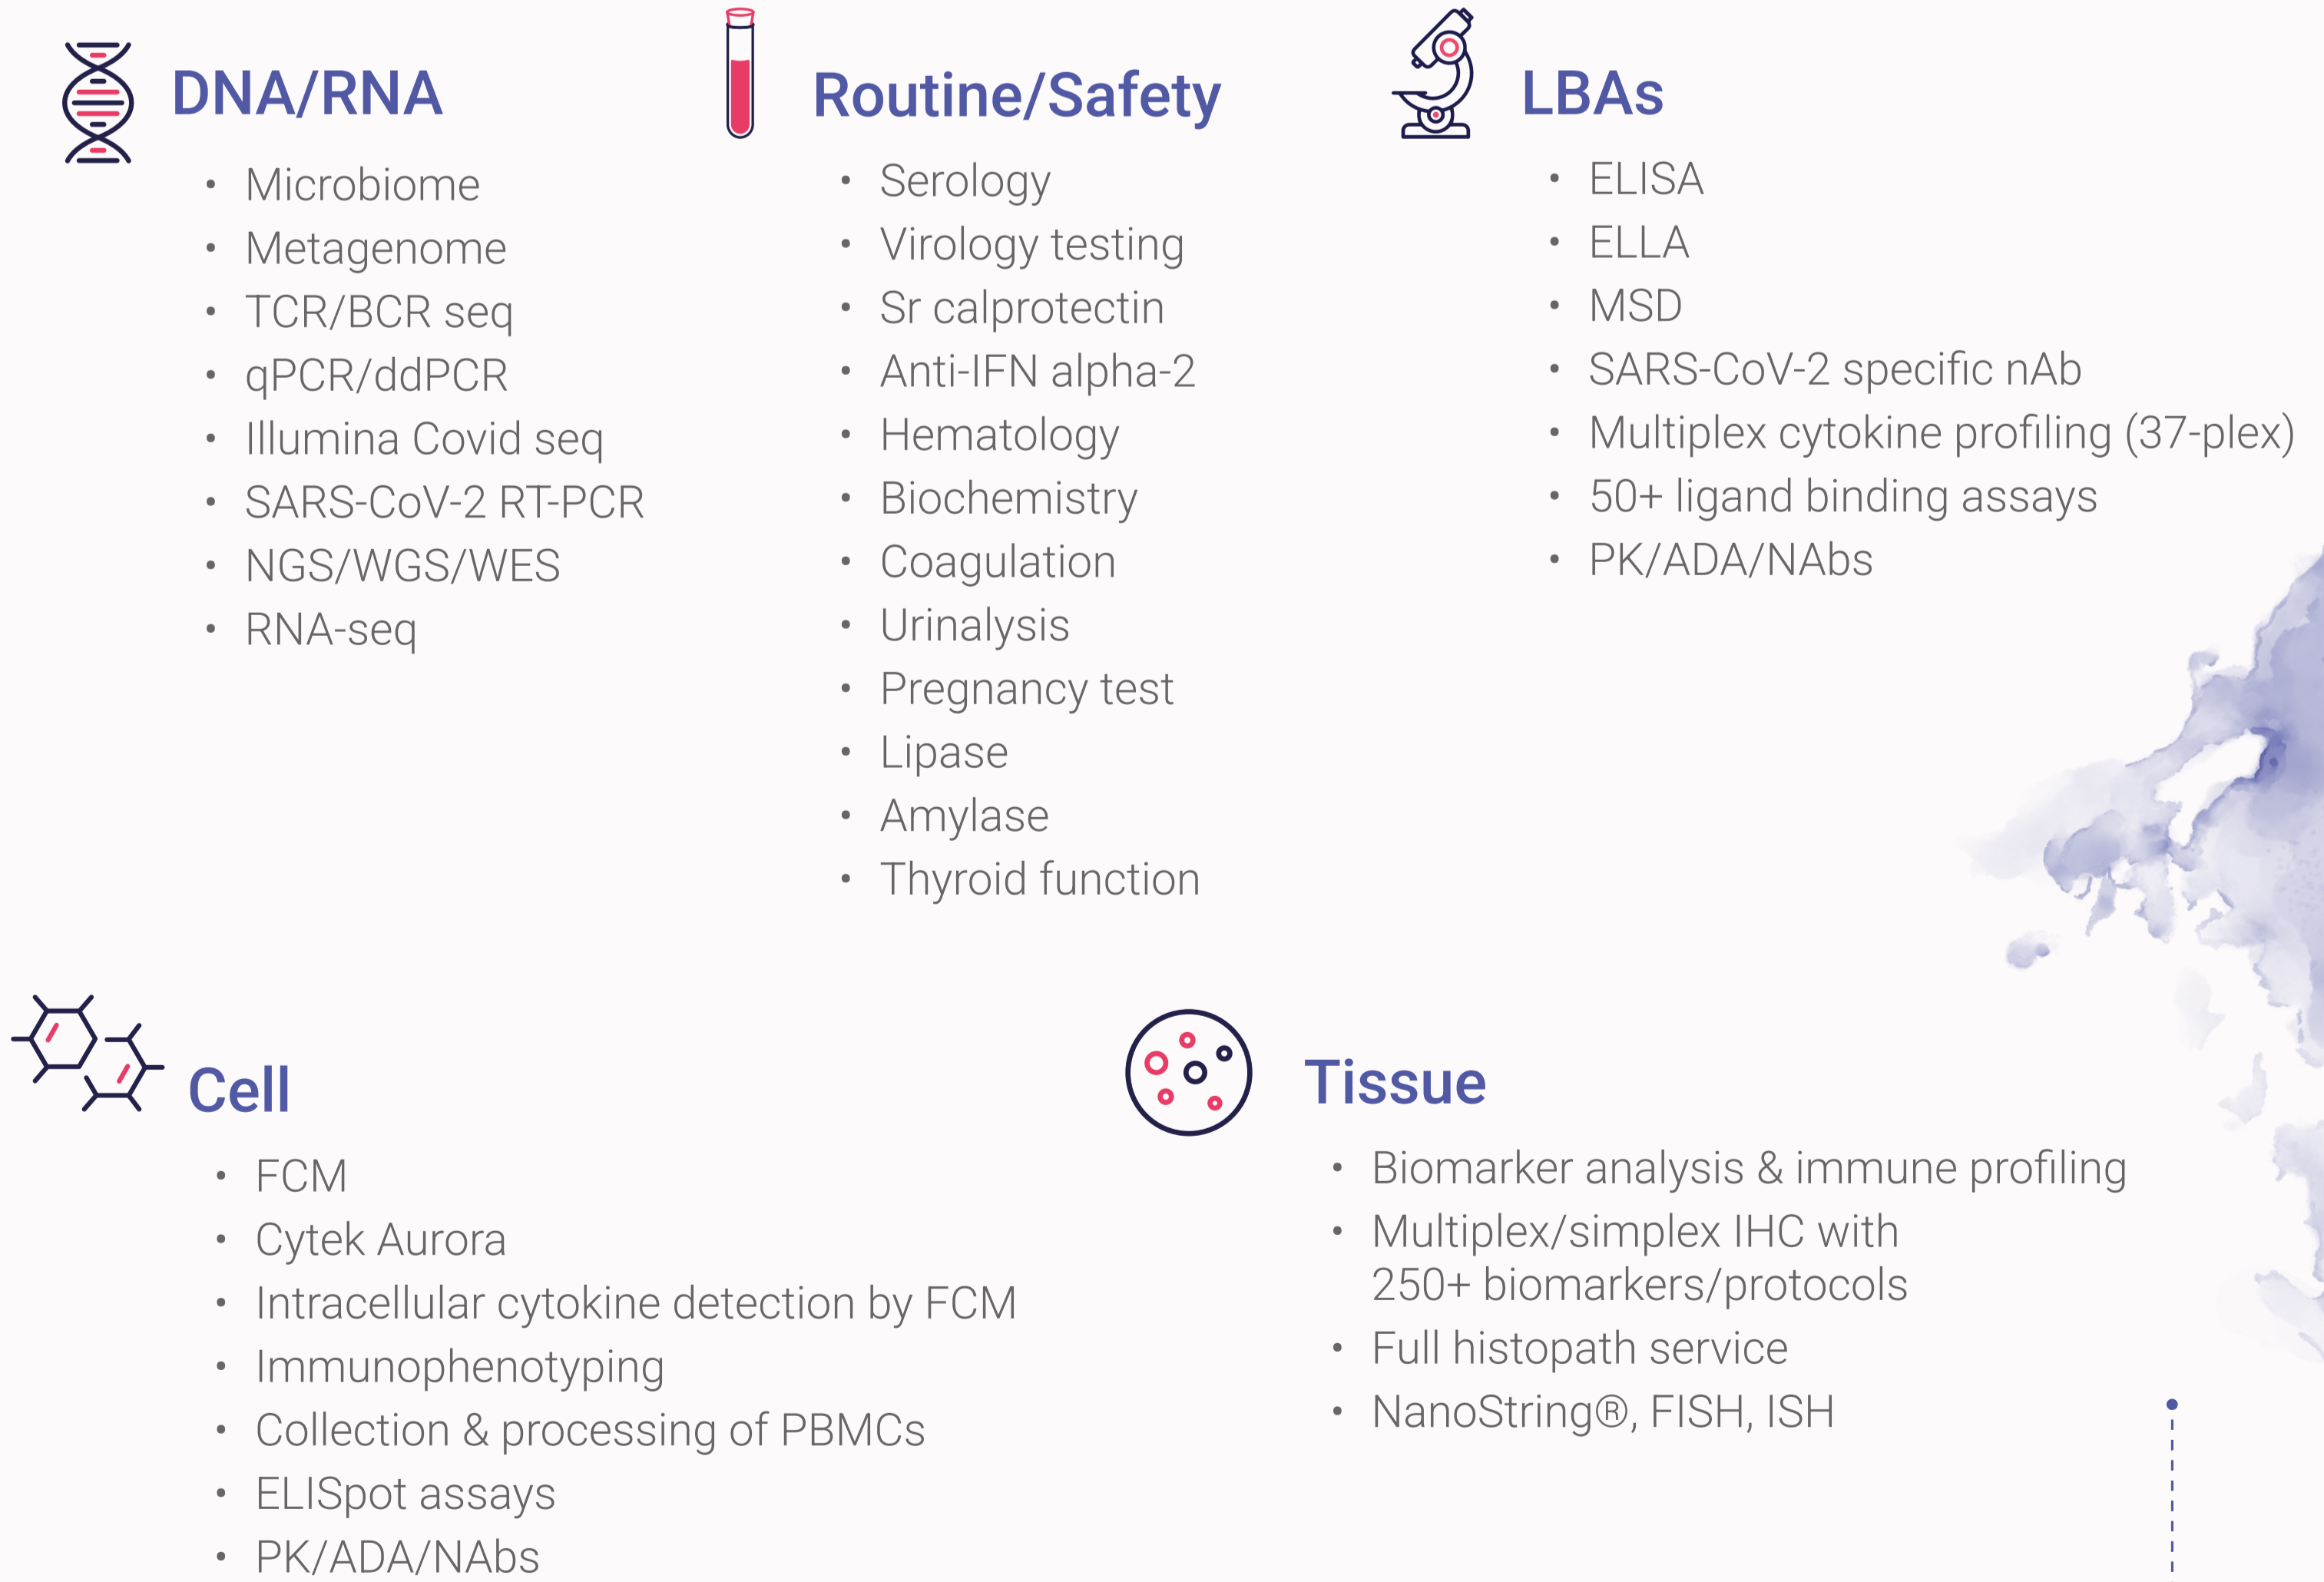 DNA/RNA
• Microbiome
• Metagenome
• TCR/BCR seq
• qPCR/ddPCR
• Illumina Covid seq
• SARS-CoV-2 RT-PCR
• NGS/WGS/WES
• RNA-seq
Routine/Safety
• Serology
• Virology testing
• Sr calprotectin
• Anti-IFN alpha-2
• Hematology
• Biochemistry
• Coagulation
• Urinalysis
• Pregnancy test
• Lipase
• Amylase
• Thyroid function
LBAs
• ELISA
• ELLA
• MSD
• SARS-CoV-2 specific nAb
• Multiplex cytokine profiling (37-plex)
• 50+ ligand binding assays
• PK/ADA/NAbs
Cell
• FCM
• Cytek Aurora
• Intracellular cytokine detection by FCM
• Immunophenotyping
• Collection & processing of PBMCs
• ELISpot assays
• PK/ADA/NAbs
Tissue
• Biomarker analysis & immune profiling
• Multiplex/simplex IHC with
250+ biomarkers/protocols
• Full histopath service
• NanoString®, FISH, ISH